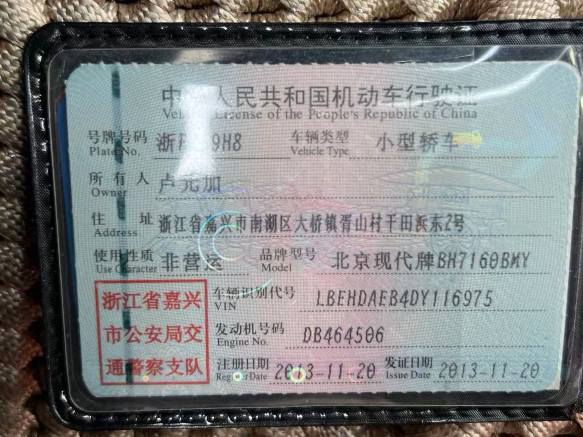 中华人民共和国机动车行驶证
Vehicle License of the People's Republic of China
号牌号码 Plate No. 浙F 9H8 车辆类型 Vehicle Type 小型轿车
所有人 Owner 卢元加
住址 Address 浙江省嘉兴市南湖区大桥镇胥山村干田浜东2号
使用性质 Use Character 非营运 品牌型号 Model 北京现代牌BH7160BMY
浙江省嘉兴 车辆识别代号 VIN LBEHDAEB4DY116975
市公安局交 发动机号码 Engine No. DB464506
通警察支队 注册日期 Register Date 2013-11-20 发证日期 Issue Date 2013-11-20